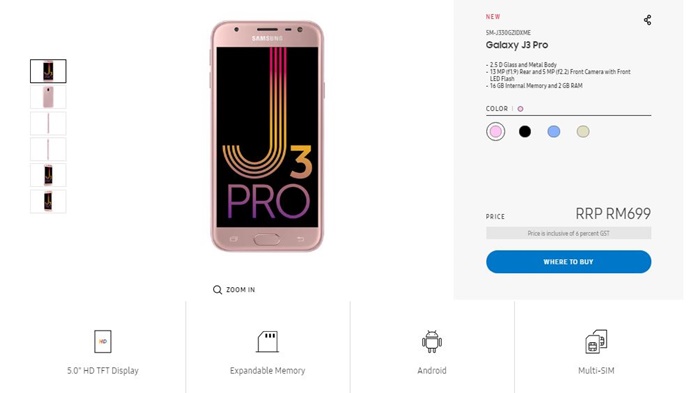 SAMSUNG
J3
PRO
ZOOM IN
NEW
Galaxy J3 Pro
- 2.5 D Glass and Metal Body
- 13 MP (f1.9) Rear and 5 MP (f2.2) Front Camera with Front
LED Flash
- 16 GB Internal Memory and 2 GB RAM
COLOR
PRICE
RRP RM699
Price is inclusive of 6 percent GST
WHERE TO BUY
HD
5.0" HD TFT Display
Expandable Memory
Android
Multi-SIM